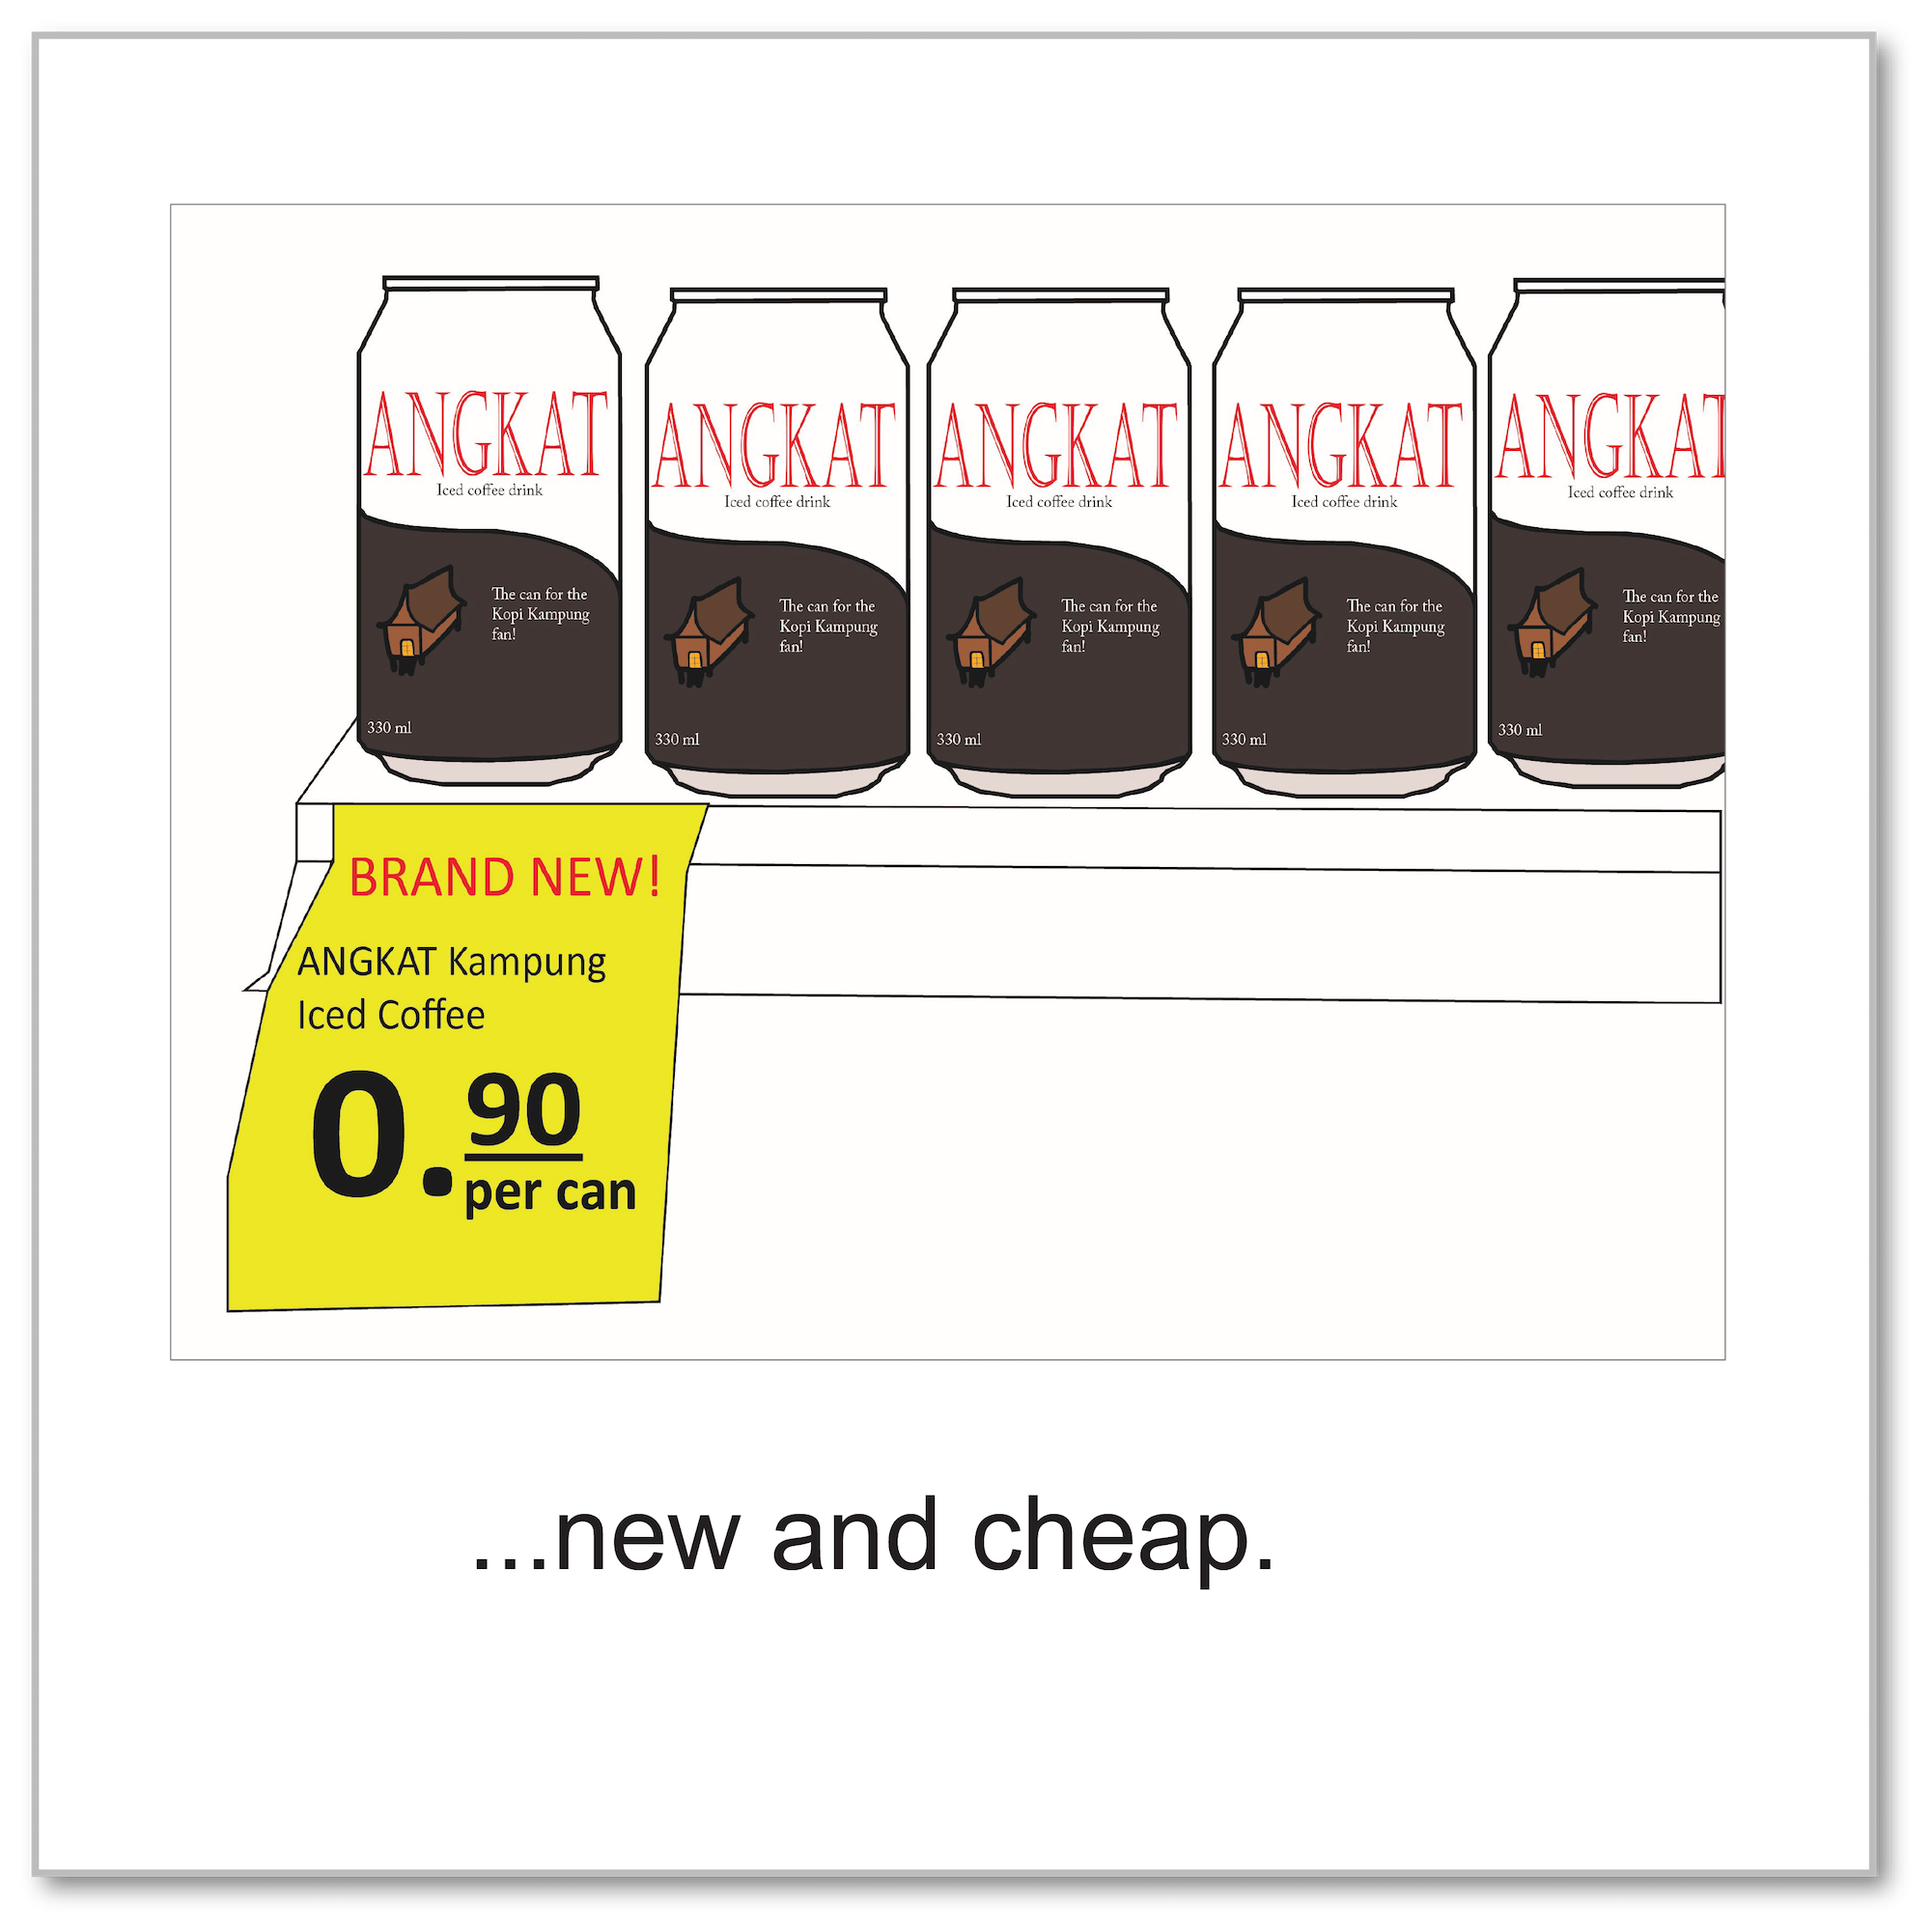 ANGKAT
Iced coffee drink
The can for the
Kopi Kampung
fan!
330 ml
ANGKAT
Iced coffee drink
The can for the
Kopi Kampung
fan!
330 ml
ANGKAT
Iced coffee drink
The can for the
Kopi Kampung
fan!
330 ml
ANGKAT
Iced coffee drink
The can for the
Kopi Kampung
fan!
330 ml
ANGKAT
Iced coffee drink
The can for the
Kopi Kampung
fan!
330 ml
BRAND NEW!
ANGKAT Kampung
Iced Coffee
0.90
per can
...new and cheap.